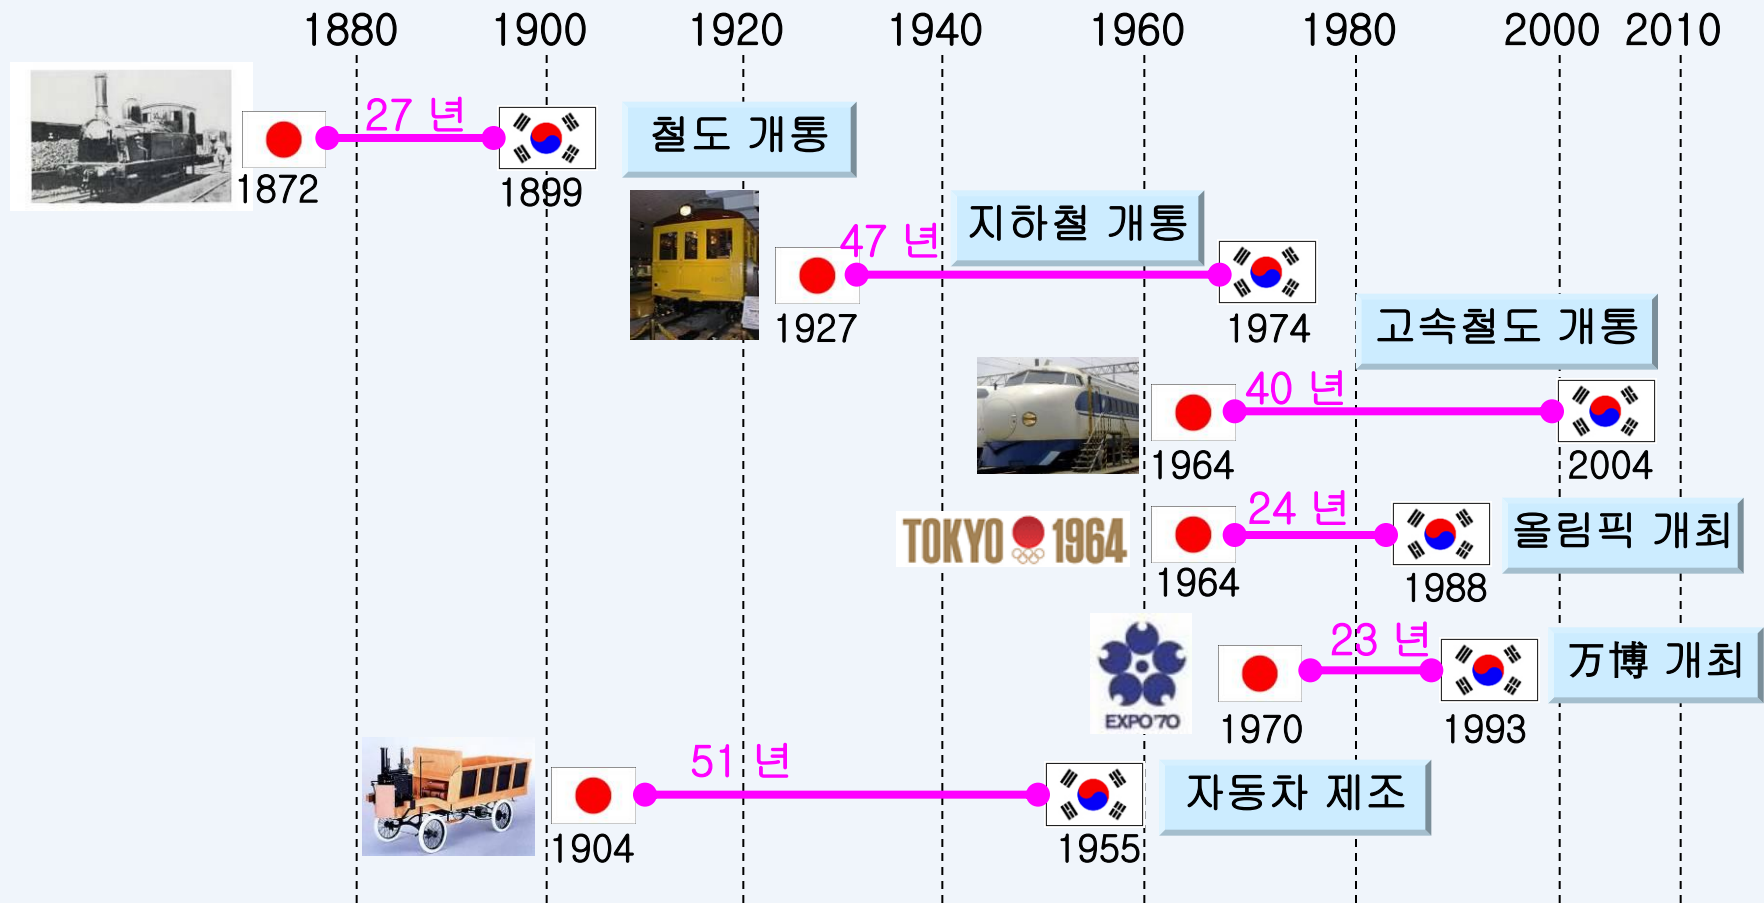 1880 1900 1920 1940 1960 1980 2000 2010
27 년
철도 개통
1872
1899
47 년
지하철 개통
1927
1974
고속철도 개통
40 년
1964
2004
TOKYO 1964
24 년
올림픽 개최
1964
1988
EXPO'70
23 년
万博 개최
1970
1993
51 년
자동차 제조
1904
1955